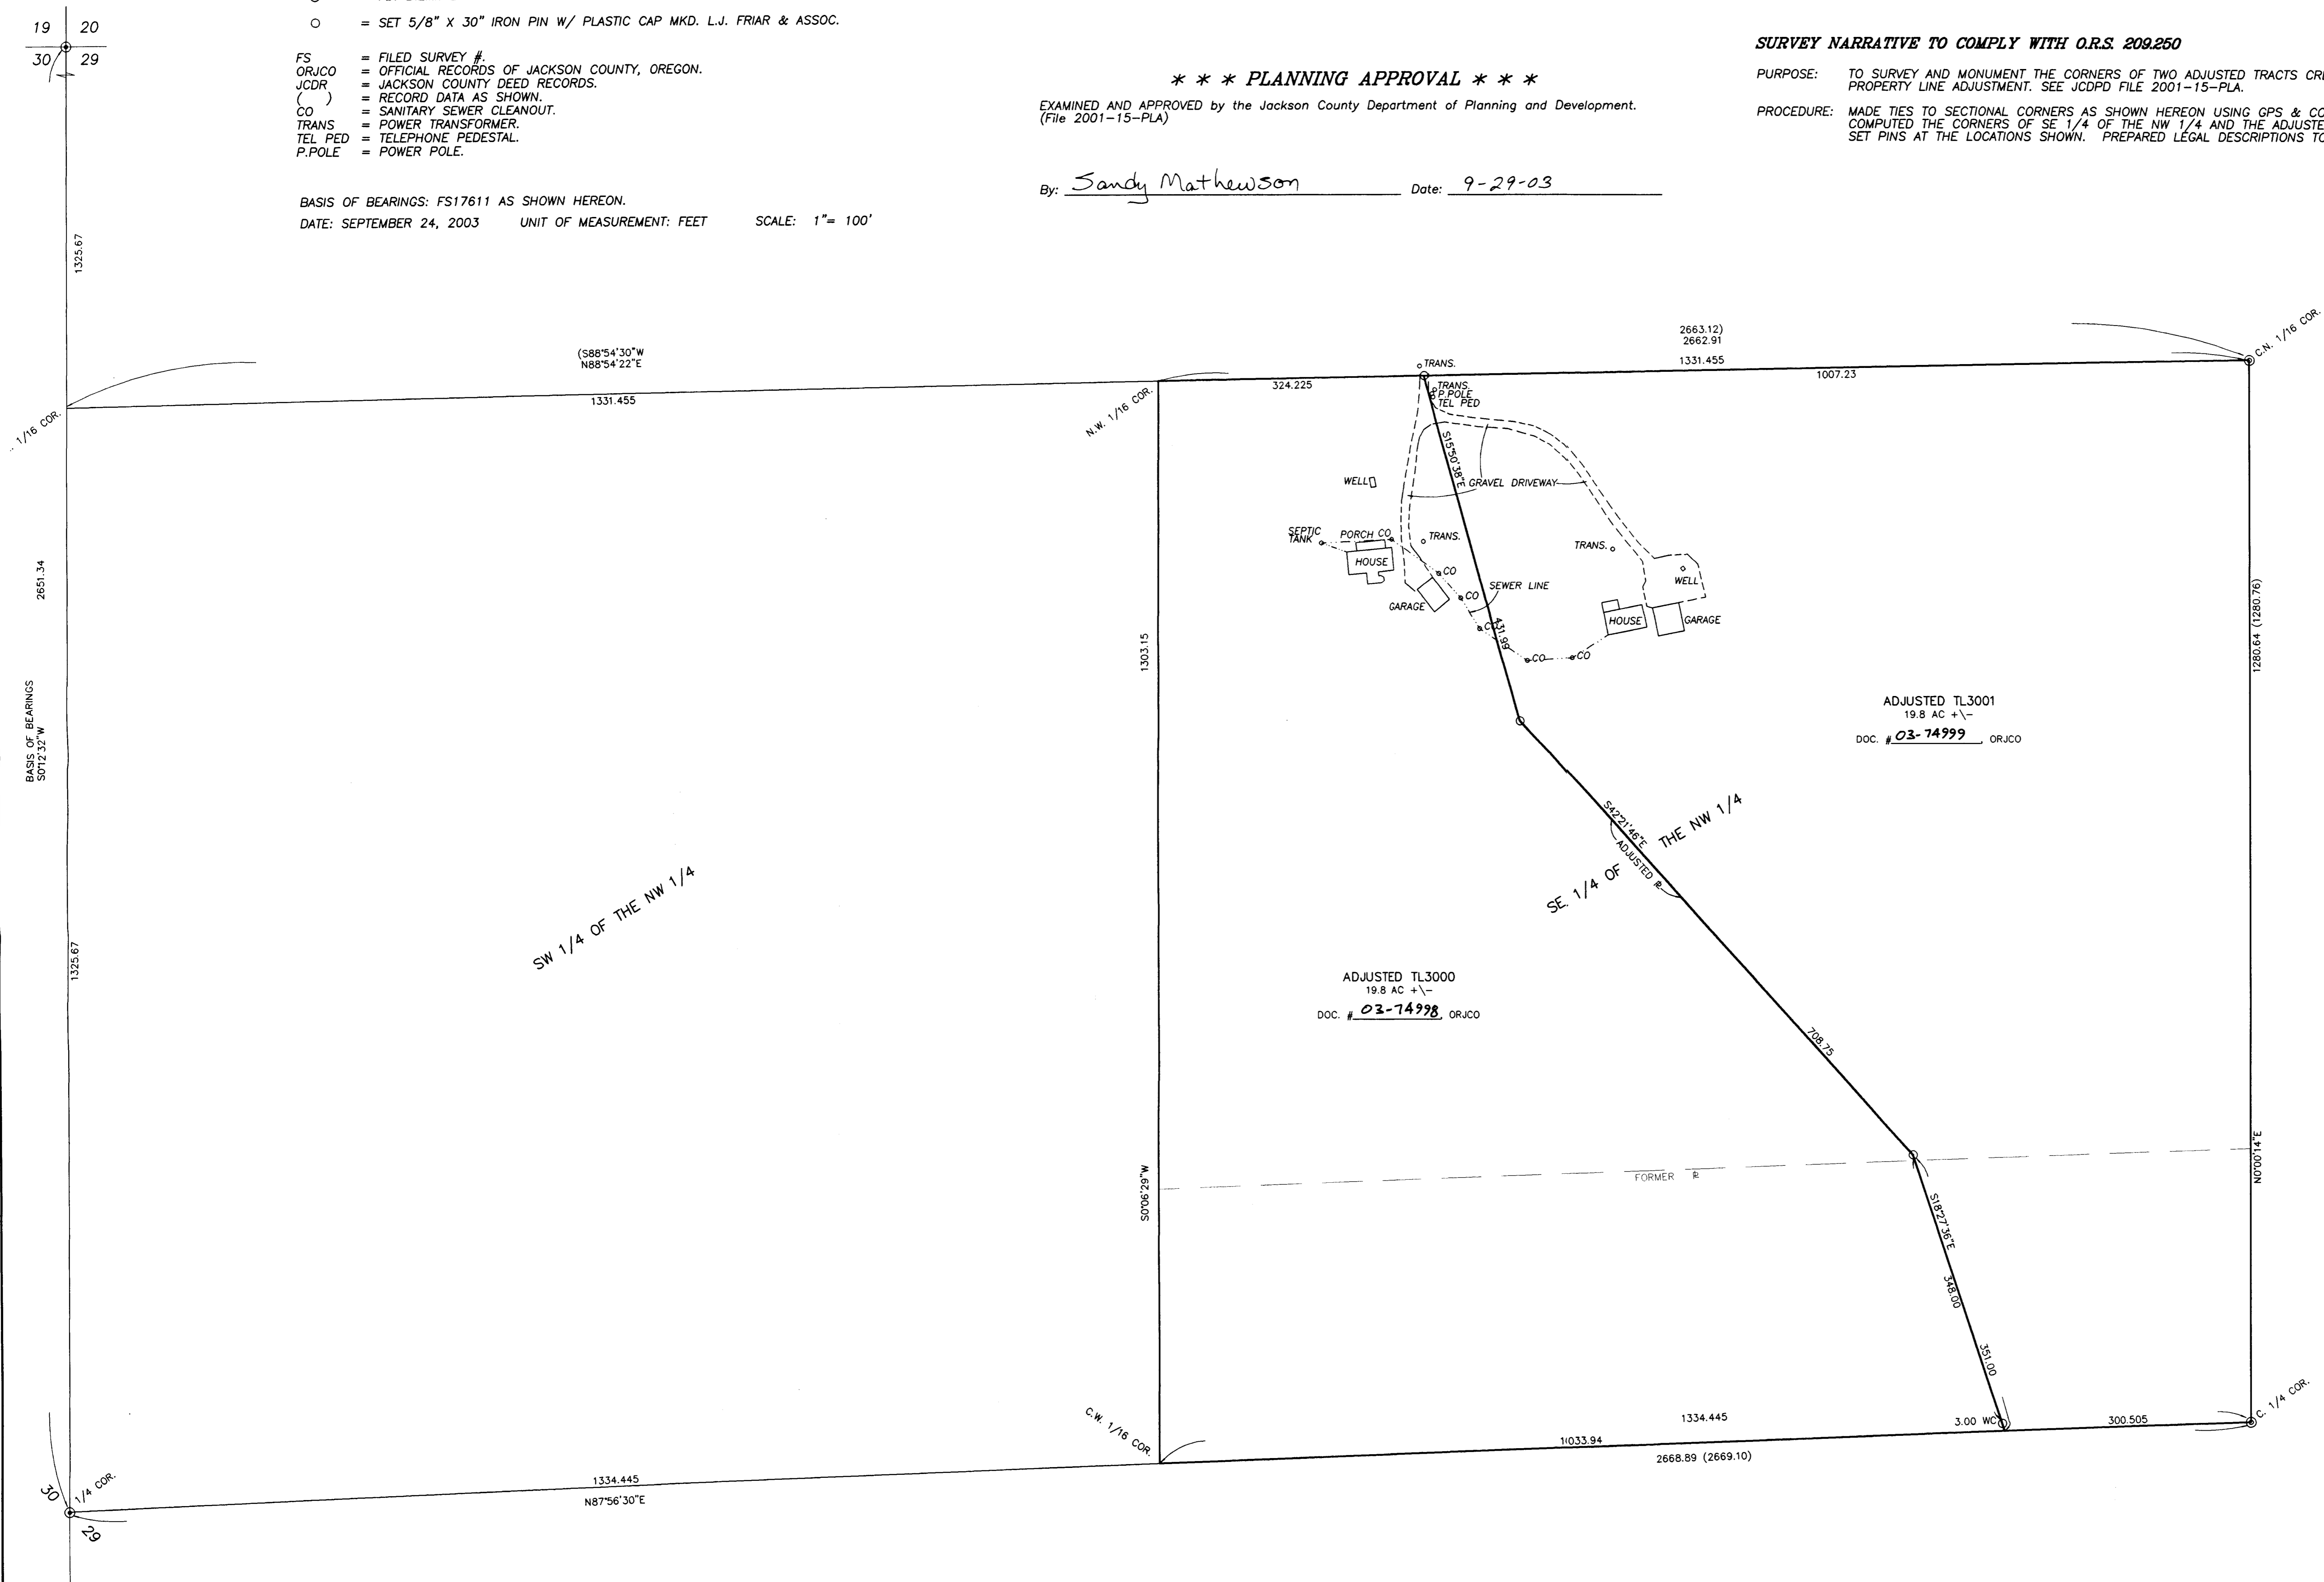 19 20
30 29
○ = SET 5/8" X 30" IRON PIN W/ PLASTIC CAP MKD. L.J. FRIAR & ASSOC.
FS = FILED SURVEY #.
ORJCO = OFFICIAL RECORDS OF JACKSON COUNTY, OREGON.
JCDR = JACKSON COUNTY DEED RECORDS.
( ) = RECORD DATA AS SHOWN.
CO = SANITARY SEWER CLEANOUT.
TRANS = POWER TRANSFORMER.
TEL PED = TELEPHONE PEDESTAL.
P.POLE = POWER POLE.
BASIS OF BEARINGS: FS17611 AS SHOWN HEREON.
DATE: SEPTEMBER 24, 2003 UNIT OF MEASUREMENT: FEET SCALE: 1"= 100'
* * * PLANNING APPROVAL * * *
EXAMINED AND APPROVED by the Jackson County Department of Planning and Development.
(File 2001-15-PLA)
By: Sandy Mathewson Date: 9-29-03
SURVEY NARRATIVE TO COMPLY WITH O.R.S. 209.250
PURPOSE: TO SURVEY AND MONUMENT THE CORNERS OF TWO ADJUSTED TRACTS
PROPERTY LINE ADJUSTMENT. SEE JCDPD FILE 2001-15-PLA.
PROCEDURE: MADE TIES TO SECTIONAL CORNERS AS SHOWN HEREON USING GPS &
COMPUTED THE CORNERS OF SE 1/4 OF THE NW 1/4 AND THE
SET PINS AT THE LOCATIONS SHOWN. PREPARED LEGAL DESCRIPTIONS
1325.67
(S88°54'30"W
N88°54'22"E
1331.455
1/16 COR.
2663.12)
2662.91
1331.455
324.225
1007.23
C.N. 1/16 COR.
N.W. 1/16 COR.
TRANS.
TRANS.
P.POLE
TEL PED
S15°50'38"E
WELL
GRAVEL DRIVEWAY
SEPTIC
TANK
PORCH CO
TRANS.
TRANS.
HOUSE
CO
CO
SEWER LINE
WELL
GARAGE
CO
431.99
HOUSE
GARAGE
CO
CO
2651.34
BASIS OF BEARINGS
S0°12'32"W
1303.15
1280.64 (1280.76)
ADJUSTED TL3001
19.8 AC +\-
DOC. # 03-74999, ORJCO
S42°21'46"E
ADJUSTED
SE. 1/4 OF THE NW 1/4
SW 1/4 OF THE NW 1/4
1325.67
ADJUSTED TL3000
19.8 AC +\-
DOC. # 03-74998, ORJCO
708.75
FORMER
S0°06'29"W
N0°00'14"E
S18°27'36"E
348.00
351.00
C.W. 1/16 COR.
1334.445
3.00 WC
300.505
C. 1/4 COR.
1033.94
2668.89 (2669.10)
30
1/4 COR.
29
1334.445
N87°56'30"E